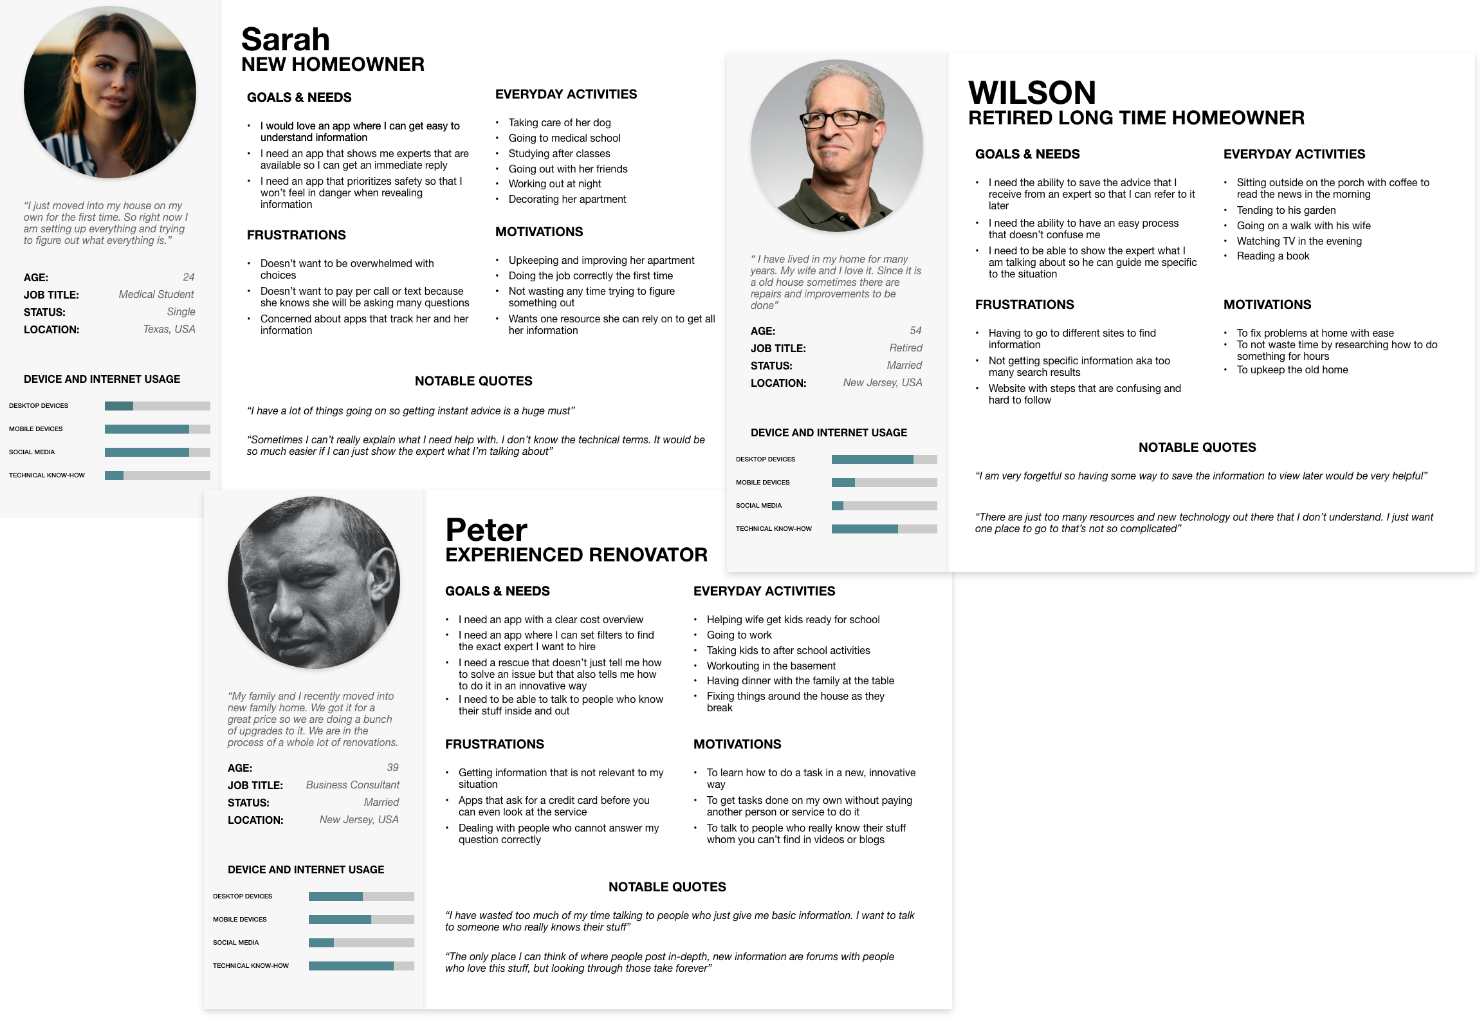 Sarah
NEW HOMEOWNER
“I just moved into my house on my
own for the first time. So right now I
am setting up everything and trying
to figure out what everything is.”
AGE: 24
JOB TITLE: Medical Student
STATUS: Single
LOCATION: Texas, USA
DEVICE AND INTERNET USAGE
DESKTOP DEVICES
MOBILE DEVICES
SOCIAL MEDIA
TECHNICAL KNOW-HOW
GOALS & NEEDS
• I would love an app where I can get easy to
understand information
• I need an app that shows me experts that are
available so I can get an immediate reply
• I need an app that prioritizes safety so that I
won’t feel in danger when revealing
information
EVERYDAY ACTIVITIES
• Taking care of her dog
• Going to medical school
• Studying after classes
• Going out with her friends
• Working out at night
• Decorating her apartment
FRUSTRATIONS
• Doesn’t want to be overwhelmed with
choices
• Doesn’t want to pay per call or text because
she knows she will be asking many questions
• Concerned about apps that track her and her
information
MOTIVATIONS
• Upkeeping and improving her apartment
• Doing the job correctly the first time
• Not wasting any time trying to figure
something out
• Wants one resource she can rely on to get all
her information
NOTABLE QUOTES
“I have a lot of things going on so getting instant advice is a huge must”
“Sometimes I can’t really explain what I need help with. I don’t know the technical terms. It would be
so much easier if I can just show the expert what I’m talking about”
WILSON
RETIRED LONG TIME HOMEOWNER
“ I have lived in my home for many
years. My wife and I love it. Since it is
a old house sometimes there are
repairs and improvements to be
done”
AGE: 54
JOB TITLE: Retired
STATUS: Married
LOCATION: New Jersey, USA
DEVICE AND INTERNET USAGE
DESKTOP DEVICES
MOBILE DEVICES
SOCIAL MEDIA
TECHNICAL KNOW-HOW
GOALS & NEEDS
• I need the ability to save the advice that I
receive from an expert so that I can refer to it
later
• I need the ability to have an easy process
that doesn’t confuse me
• I need to be able to show the expert what I
am talking about so he can guide me specific
to the situation
EVERYDAY ACTIVITIES
• Sitting outside on the porch with coffee to
read the news in the morning
• Tending to his garden
• Going on a walk with his wife
• Watching TV in the evening
• Reading a book
FRUSTRATIONS
• Having to go to different sites to find
information
• Not getting specific information aka too
many search results
• Website with steps that are confusing and
hard to follow
MOTIVATIONS
• To fix problems at home with ease
• To not waste time by researching how to do
something for hours
• To upkeep the old home
NOTABLE QUOTES
“I am very forgetful so having some way to save the information to view later would be very helpful”
“There are just too many resources and new technology out there that I don’t understand. I just want
one place to go to that’s not so complicated”
Peter
EXPERIENCED RENOVATOR
“My family and I recently moved into
new family home. We got it for a
great price so we are doing a bunch
of upgrades to it. We are in the
process of a whole lot of renovations.
AGE: 39
JOB TITLE: Business Consultant
STATUS: Married
LOCATION: New Jersey, USA
DEVICE AND INTERNET USAGE
DESKTOP DEVICES
MOBILE DEVICES
SOCIAL MEDIA
TECHNICAL KNOW-HOW
GOALS & NEEDS
• I need an app with a clear cost overview
• I need an app where I can set filters to find
the exact expert I want to hire
• I need a rescue that doesn’t just tell me how
to solve an issue but that also tells me how
to do it in an innovative way
• I need to be able to talk to people who know
their stuff inside and out
EVERYDAY ACTIVITIES
• Helping wife get kids ready for school
• Going to work
• Taking kids to after school activities
• Workouting in the basement
• Having dinner with the family at the table
• Fixing things around the house as they
break
FRUSTRATIONS
• Getting information that is not relevant to my
situation
• Apps that ask for a credit card before you
can even look at the service
• Dealing with people who cannot answer my
question correctly
MOTIVATIONS
• To learn how to do a task in a new, innovative
way
• To get tasks done on my own without paying
another person or service to do it
• To talk to people who really know their stuff
whom you can’t find in videos or blogs
NOTABLE QUOTES
“I have wasted too much of my time talking to people who just give me basic information. I want to talk
to someone who really knows their stuff”
“The only place I can think of where people post in-depth, new information are forums with people
who love this stuff, but looking through those take forever”